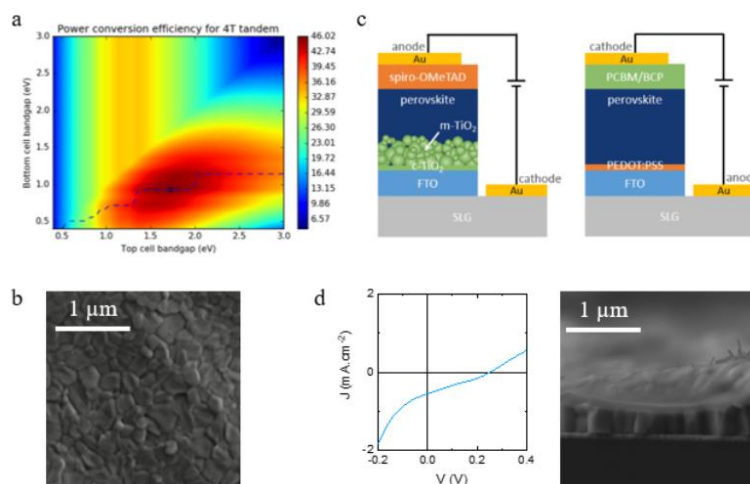 a
Power conversion efficiency for 4T tandem
Bottom cell bandgap (eV)
3.0
2.5
2.0
1.5
1.0
0.5
0.5
1.0
1.5
2.0
2.5
3.0
Top cell bandgap (eV)
46.02
42.73
39.44
36.16
32.87
29.58
26.30
23.01
19.72
16.44
13.15
9.86
6.57
c
anode
Au
spiro-OMeTAD
perovskite
m-TiO₂
c-TiO₂
FTO
cathode
Au
SLG
cathode
Au
PCBM/BCP
perovskite
PEDOT:PSS
FTO
Au
SLG
b
1 µm
d
J (mA.cm⁻²)
2
0
-2
-0.2
0.0
0.2
0.4
V (V)
1 µm